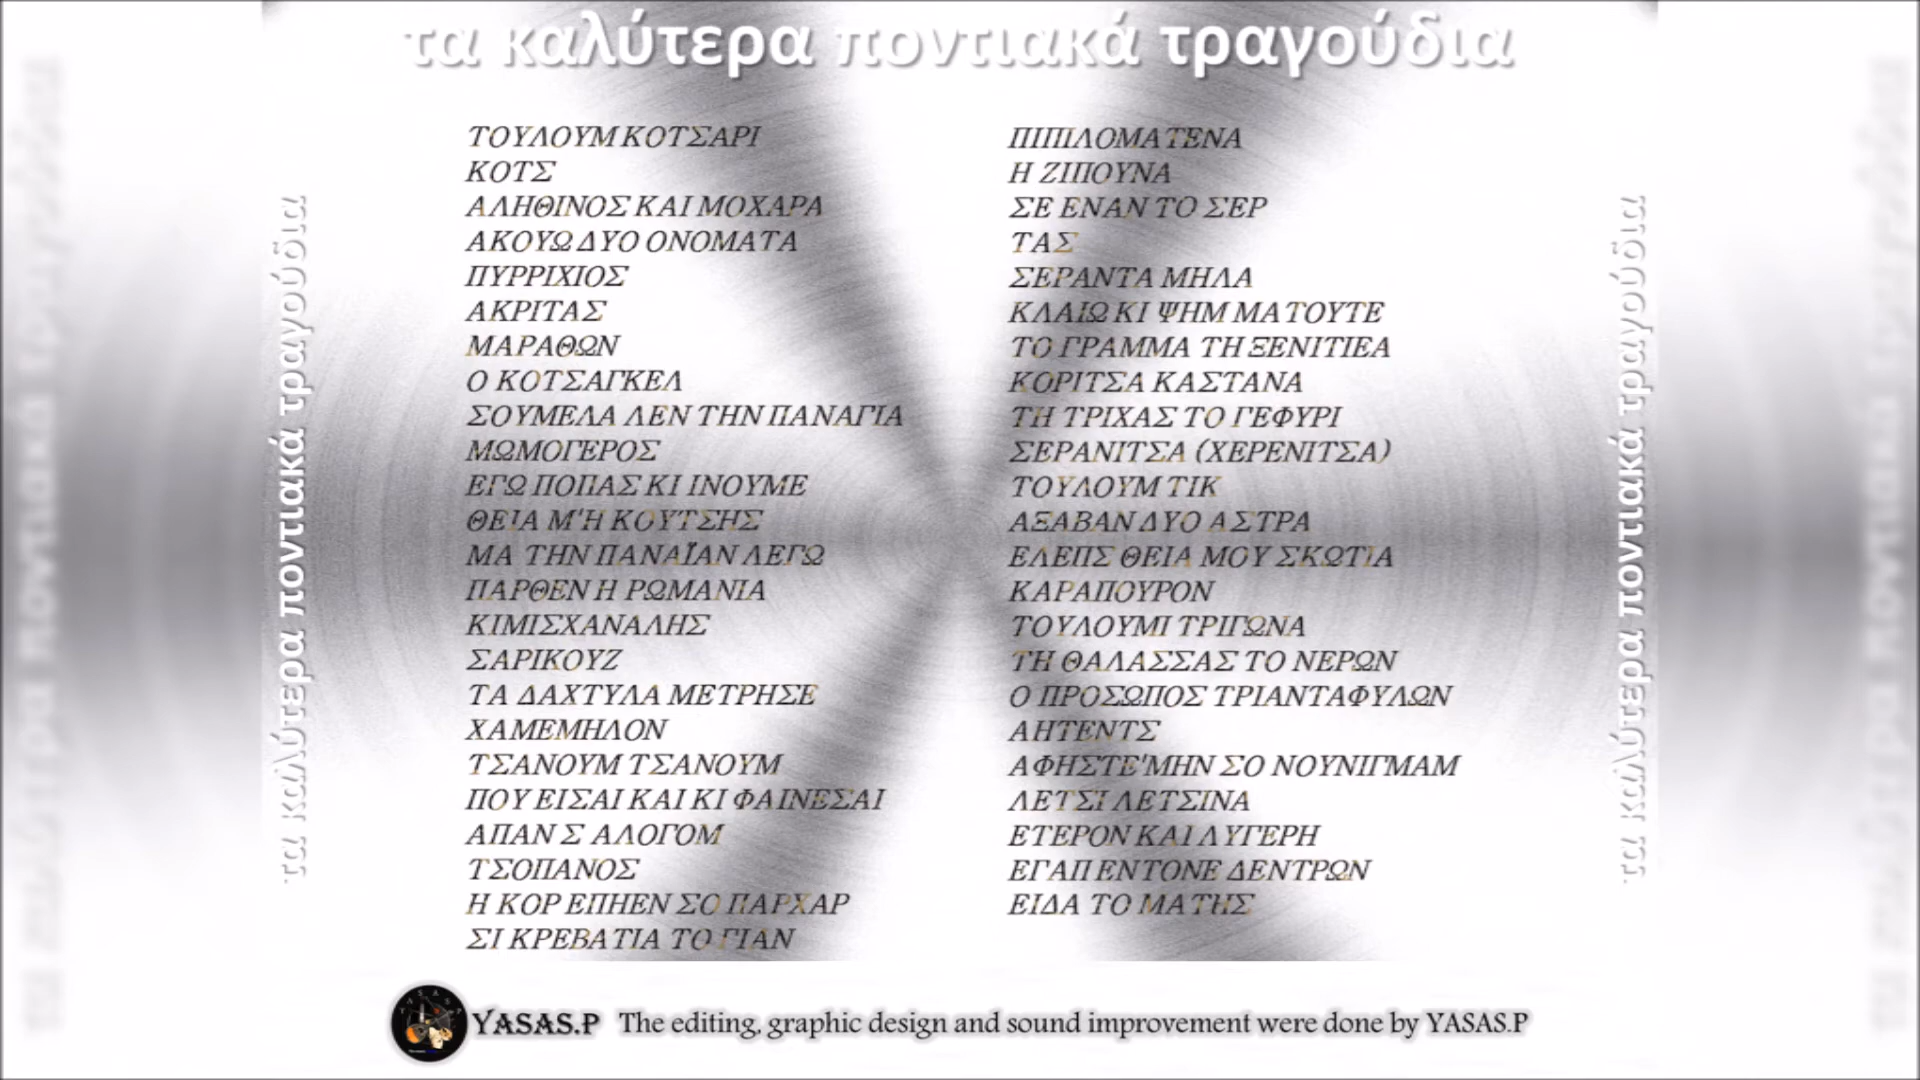 τα καλύτερα ποντιακά τραγούδια
ΤΟΥΛΟΥΜ ΚΟΤΣΑΡΙ
ΚΟΤΣ
ΑΛΗΘΙΝΟΣ ΚΑΙ ΜΟΧΑΡΑ
ΑΚΟΥΩ ΔΥΟ ΟΝΟΜΑΤΑ
ΠΥΡΡΙΧΙΟΣ
ΑΚΡΙΤΑΣ
ΜΑΡΑΘΩΝ
Ο ΚΟΤΣΑΓΚΕΛ
ΣΟΥΜΕΛΑ ΛΕΝ ΤΗΝ ΠΑΝΑΓΙΑ
ΜΩΜΟΓΕΡΟΣ
ΕΓΩ ΠΟΠΑΣ ΚΙ ΙΝΟΥΜΕ
ΘΕΙΑ Μ'Η ΚΟΥΤΣΗΣ
ΜΑ ΤΗΝ ΠΑΝΑΪΑΝ ΛΕΓΩ
ΠΑΡΘΕΝ Η ΡΩΜΑΝΙΑ
ΚΙΜΙΣΧΑΝΑΛΗΣ
ΣΑΡΙΚΟΥΖ
ΤΑ ΔΑΧΤΥΛΑ ΜΕΤΡΗΣΕ
ΧΑΜΕΜΗΛΟΝ
ΤΣΑΝΟΥΜ ΤΣΑΝΟΥΜ
ΠΟΥ ΕΙΣΑΙ ΚΑΙ ΚΙ ΦΑΙΝΕΣΑΙ
ΑΠΑΝ Σ ΑΛΟΓΟΜ
ΤΣΟΠΑΝΟΣ
Η ΚΟΡ ΕΠΗΕΝ ΣΟ ΠΑΡΧΑΡ
ΣΙ ΚΡΕΒΑΤΙΑ ΤΟ ΓΙΑΝ
ΠΙΠΙΛΟΜΑΤΕΝΑ
Η ΖΙΠΟΥΝΑ
ΣΕ ΕΝΑΝ ΤΟ ΣΕΡ
ΤΑΣ
ΣΕΡΑΝΤΑ ΜΗΛΑ
ΚΛΑΙΩ ΚΙ ΨΗΜ ΜΑΤΟΥΤΕ
ΤΟ ΓΡΑΜΜΑ ΤΗ ΞΕΝΙΤΙΕΑ
ΚΟΡΙΤΣΑ ΚΑΣΤΑΝΑ
ΤΗ ΤΡΙΧΑΣ ΤΟ ΓΕΦΥΡΙ
ΣΕΡΑΝΙΤΣΑ (ΧΕΡΕΝΙΤΣΑ)
ΤΟΥΛΟΥΜ ΤΙΚ
ΑΞΑΒΑΝ ΔΥΟ ΑΣΤΡΑ
ΕΛΕΠΣ ΘΕΙΑ ΜΟΥ ΣΚΩΤΙΑ
ΚΑΡΑΠΟΥΡΟΝ
ΤΟΥΛΟΥΜΙ ΤΡΙΓΩΝΑ
ΤΗ ΘΑΛΑΣΣΑΣ ΤΟ ΝΕΡΩΝ
Ο ΠΡΟΣΩΠΟΣ ΤΡΙΑΝΤΑΦΥΛΩΝ
ΑΗΤΕΝΤΣ
ΑΦΗΣΤΕ'ΜΗΝ ΣΟ ΝΟΥΝΙΓΜΑΜ
ΛΕΤΣΙ ΛΕΤΣΙΝΑ
ΕΤΕΡΟΝ ΚΑΙ ΛΥΓΕΡΗ
ΕΓΑΠ ΕΝΤΟΝΕ ΔΕΝΤΡΩΝ
ΕΙΔΑ ΤΟ ΜΑ ΤΗΣ
τα καλύτερα ποντιακά τραγούδια
τα καλύτερα ποντιακά τραγούδια
YASAS.P The editing, graphic design and sound improvement were done by YASAS.P